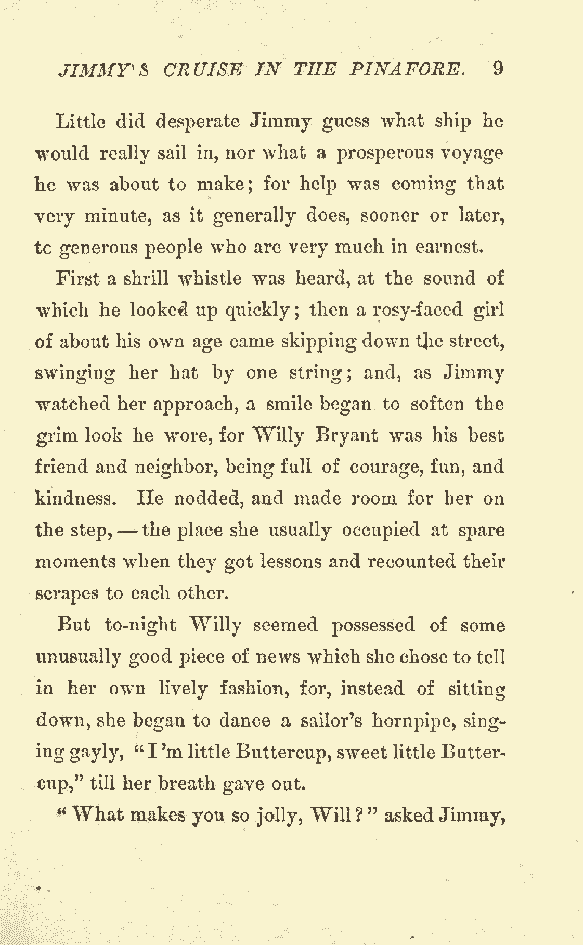 JIMMY'S CRUISE IN THE PINAFORE. 9
Little did desperate Jimmy guess what ship he
would really sail in, nor what a prosperous voyage
he was about to make; for help was coming that
very minute, as it generally does, sooner or later,
tc generous people who are very much in earnest.
First a shrill whistle was heard, at the sound of
which he looked up quickly; then a rosy-faced girl
of about his own age came skipping down the street,
swinging her hat by one string; and, as Jimmy
watched her approach, a smile began to soften the
grim look he wore, for Willy Bryant was his best
friend and neighbor, being full of courage, fun, and
kindness. He nodded, and made room for her on
the step,—the place she usually occupied at spare
moments when they got lessons and recounted their
scrapes to each other.
But to-night Willy seemed possessed of some
unusually good piece of news which she chose to tell
in her own lively fashion, for, instead of sitting
down, she began to dance a sailor's hornpipe, sing-
ing gayly, "I'm little Buttercup, sweet little Butter-
cup," till her breath gave out.
"What makes you so jolly, Will?" asked Jimmy,